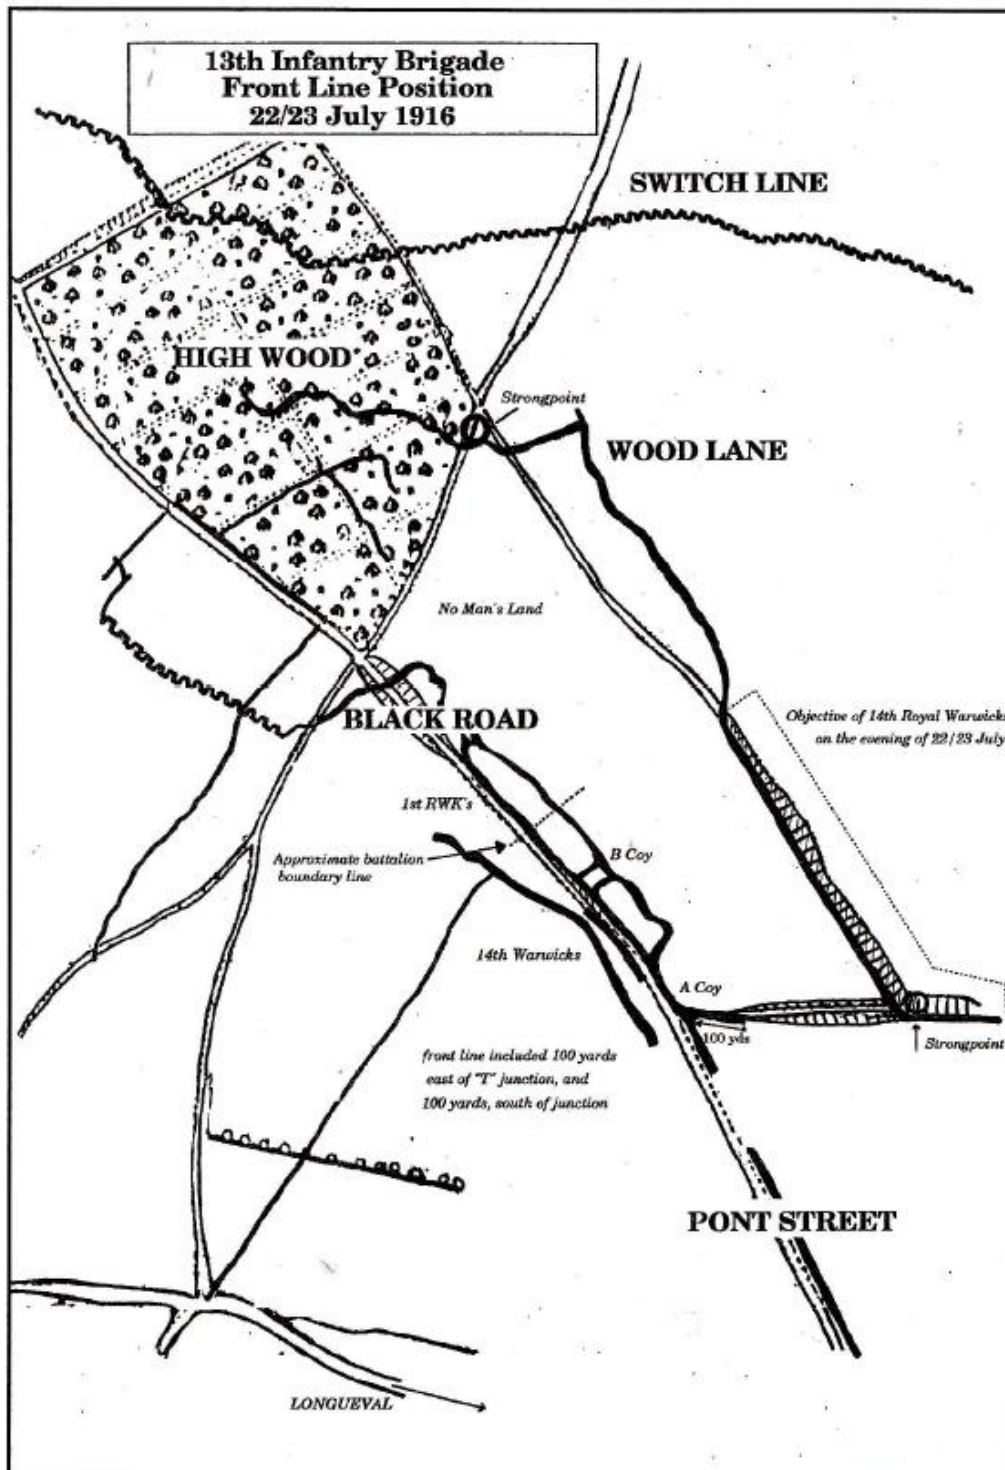 13th Infantry Brigade
Front Line Position
22/23 July 1916
SWITCH LINE
HIGH WOOD
Strongpoint
WOOD LANE
No Man's Land
Objective of 14th Royal Warwicks
on the evening of 22/23 July
BLACK ROAD
1st RWK's
Approximate battalion
boundary line
B Coy
14th Warwicks
A Coy
100 yds
Strongpoint
front line included 100 yards
east of "T" junction, and
100 yards, south of junction
PONT STREET
LONGUEVAL